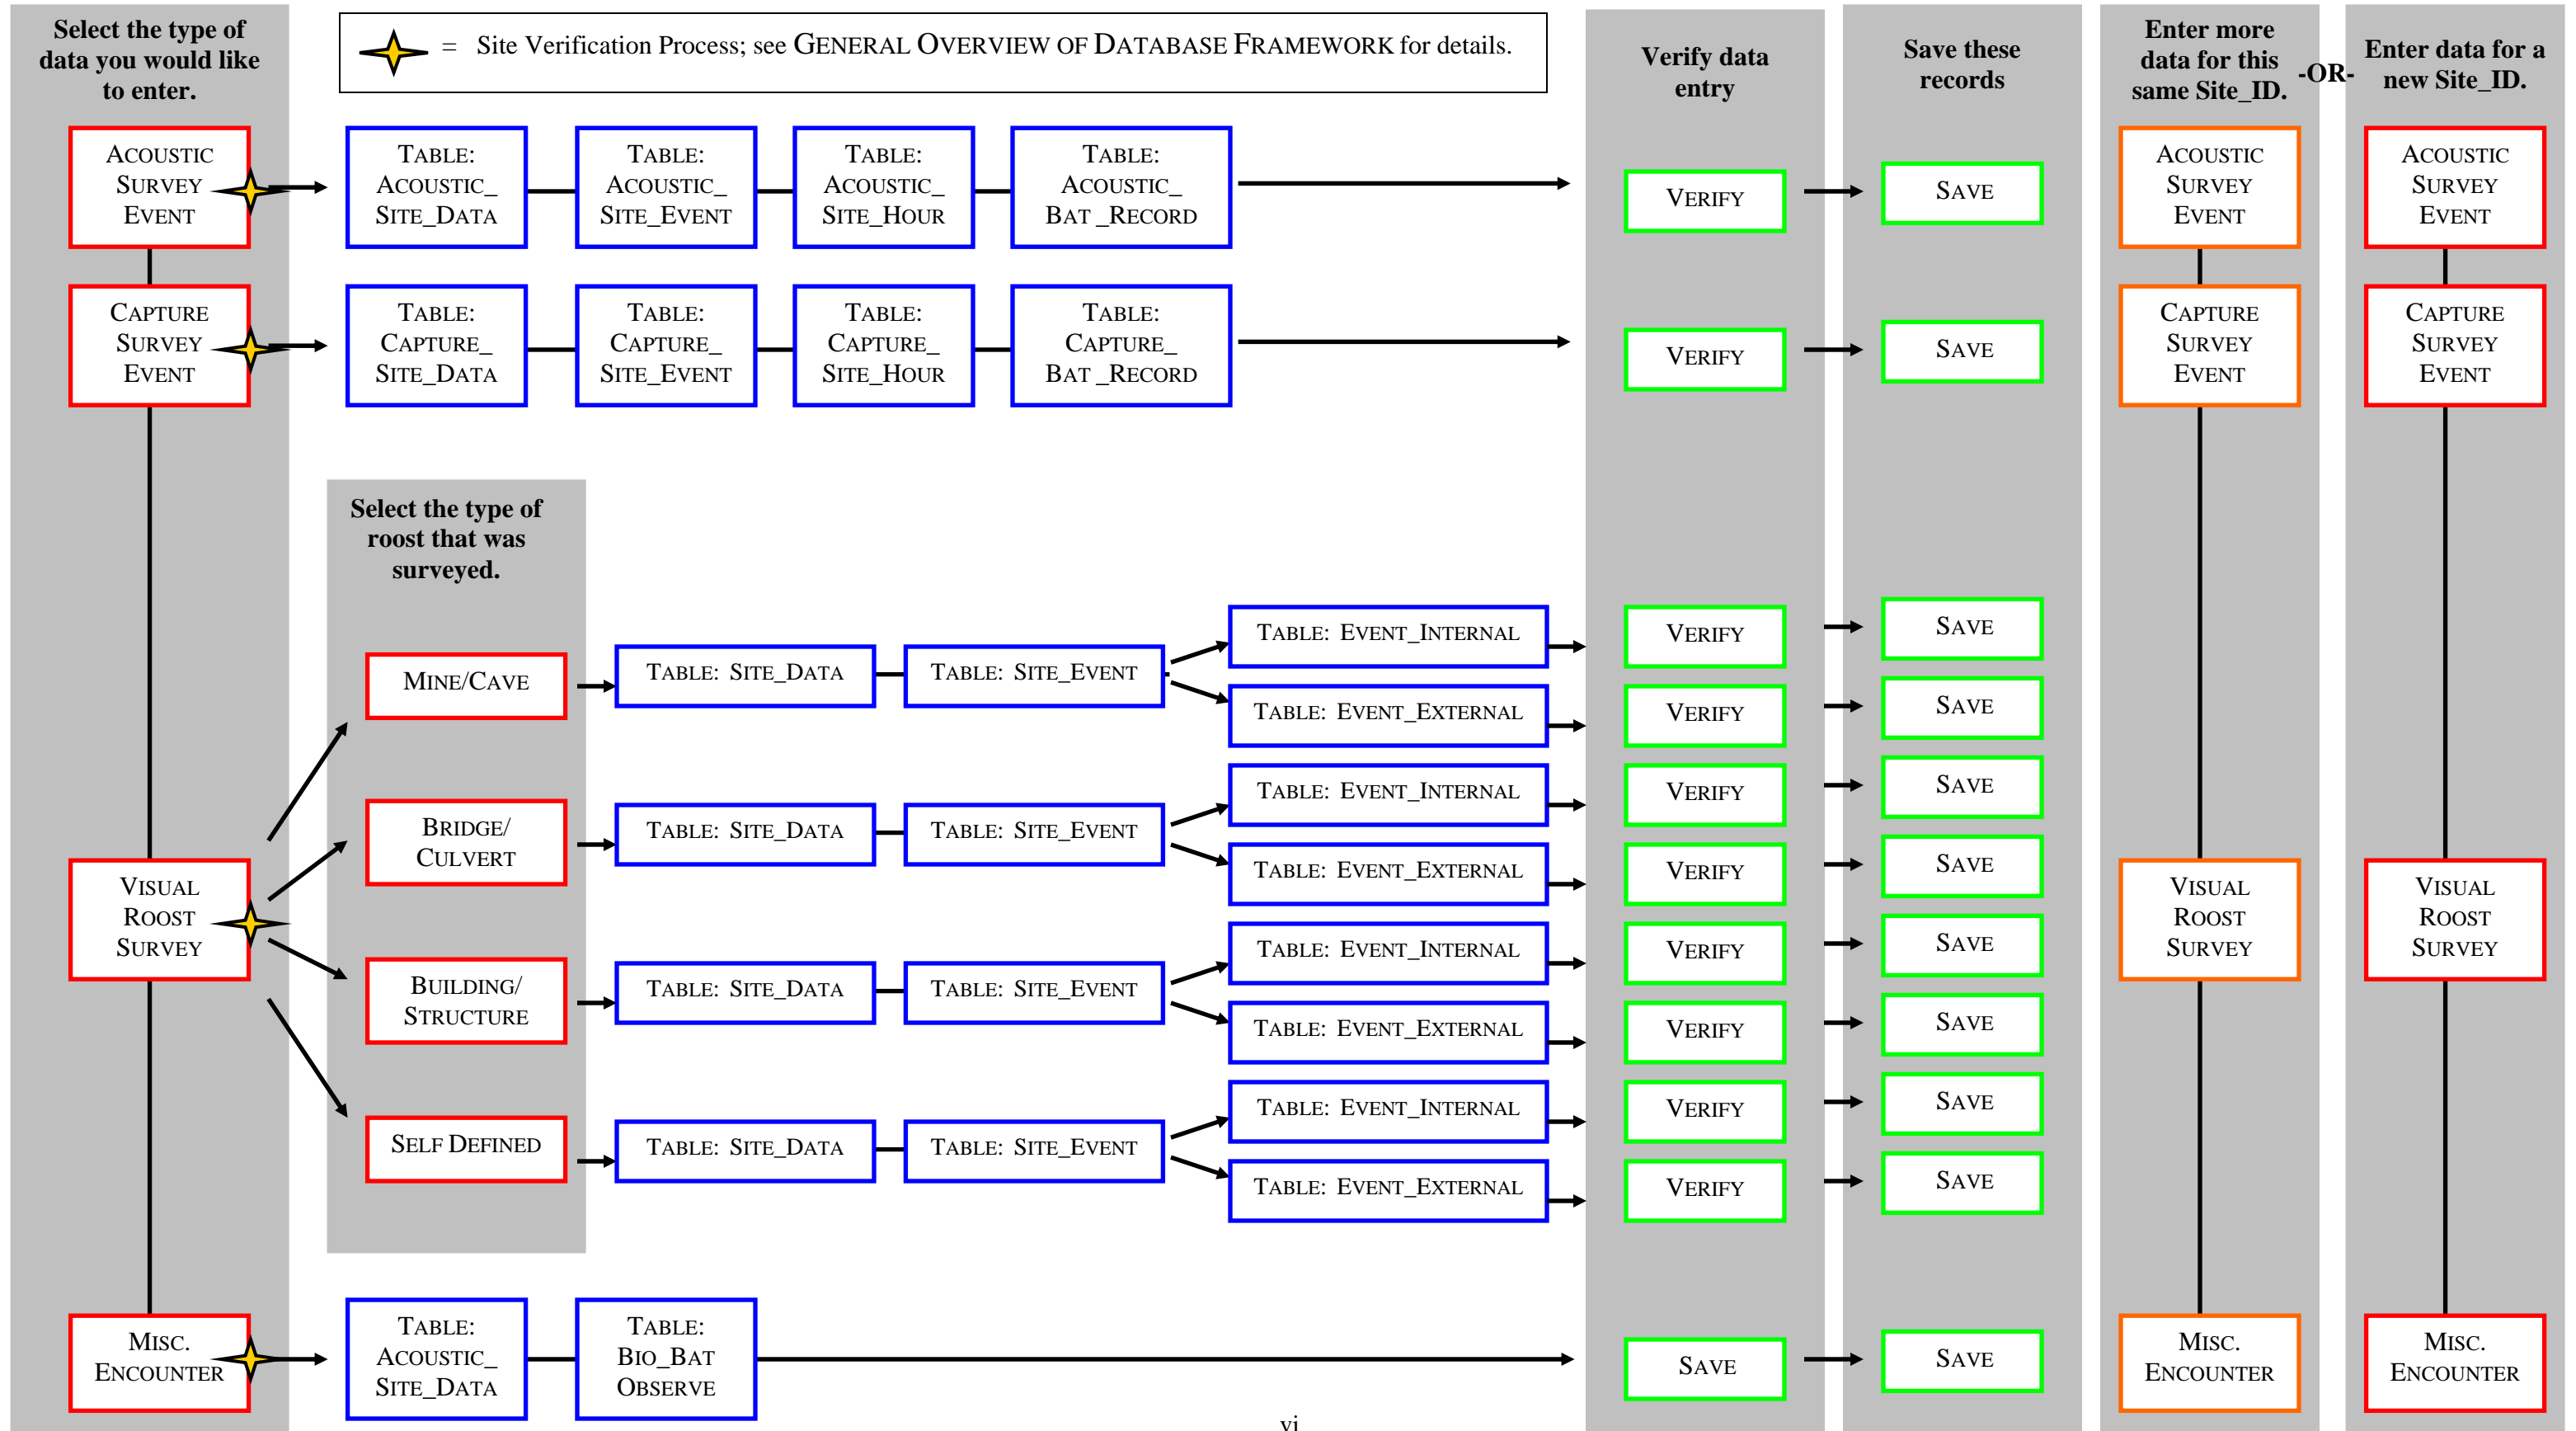 Select the type of
data you would like
to enter.
= Site Verification Process; see GENERAL OVERVIEW OF DATABASE FRAMEWORK for details.
Verify data
entry
Save these
records
Enter more
data for this
same Site_ID.
-OR-
Enter data for a
new Site_ID.
ACOUSTIC
SURVEY
EVENT
TABLE:
ACOUSTIC_
SITE_DATA
TABLE:
ACOUSTIC_
SITE_EVENT
TABLE:
ACOUSTIC_
SITE_HOUR
TABLE:
ACOUSTIC_
BAT _RECORD
VERIFY
SAVE
ACOUSTIC
SURVEY
EVENT
ACOUSTIC
SURVEY
EVENT
CAPTURE
SURVEY
EVENT
TABLE:
CAPTURE_
SITE_DATA
TABLE:
CAPTURE_
SITE_EVENT
TABLE:
CAPTURE_
SITE_HOUR
TABLE:
CAPTURE_
BAT _RECORD
VERIFY
SAVE
CAPTURE
SURVEY
EVENT
CAPTURE
SURVEY
EVENT
Select the type of
roost that was
surveyed.
VISUAL
ROOST
SURVEY
MINE/CAVE
TABLE: SITE_DATA
TABLE: SITE_EVENT
TABLE: EVENT_INTERNAL
VERIFY
SAVE
TABLE: EVENT_EXTERNAL
VERIFY
SAVE
BRIDGE/
CULVERT
TABLE: SITE_DATA
TABLE: SITE_EVENT
TABLE: EVENT_INTERNAL
VERIFY
SAVE
TABLE: EVENT_EXTERNAL
VERIFY
SAVE
BUILDING/
STRUCTURE
TABLE: SITE_DATA
TABLE: SITE_EVENT
TABLE: EVENT_INTERNAL
VERIFY
SAVE
TABLE: EVENT_EXTERNAL
VERIFY
SAVE
SELF DEFINED
TABLE: SITE_DATA
TABLE: SITE_EVENT
TABLE: EVENT_INTERNAL
VERIFY
SAVE
TABLE: EVENT_EXTERNAL
VERIFY
SAVE
VISUAL
ROOST
SURVEY
VISUAL
ROOST
SURVEY
MISC.
ENCOUNTER
TABLE:
ACOUSTIC_
SITE_DATA
TABLE:
BIO_BAT
OBSERVE
SAVE
SAVE
MISC.
ENCOUNTER
MISC.
ENCOUNTER
vi